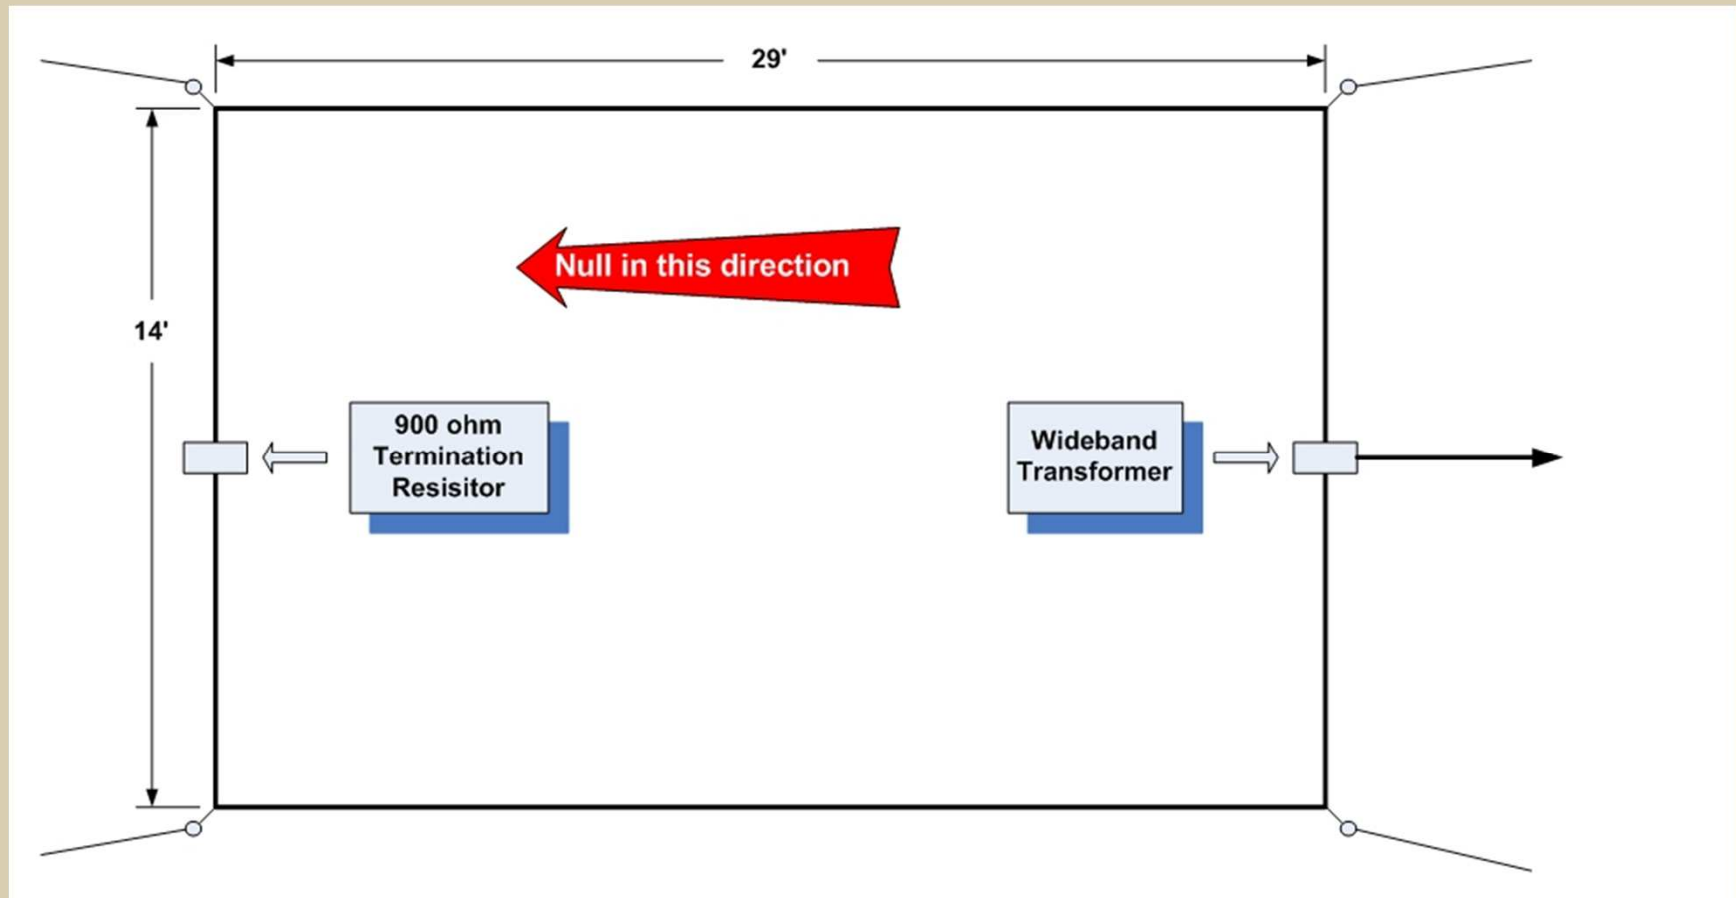 29'
Null in this direction
14'
900 ohm
Termination
Resisitor
Wideband
Transformer